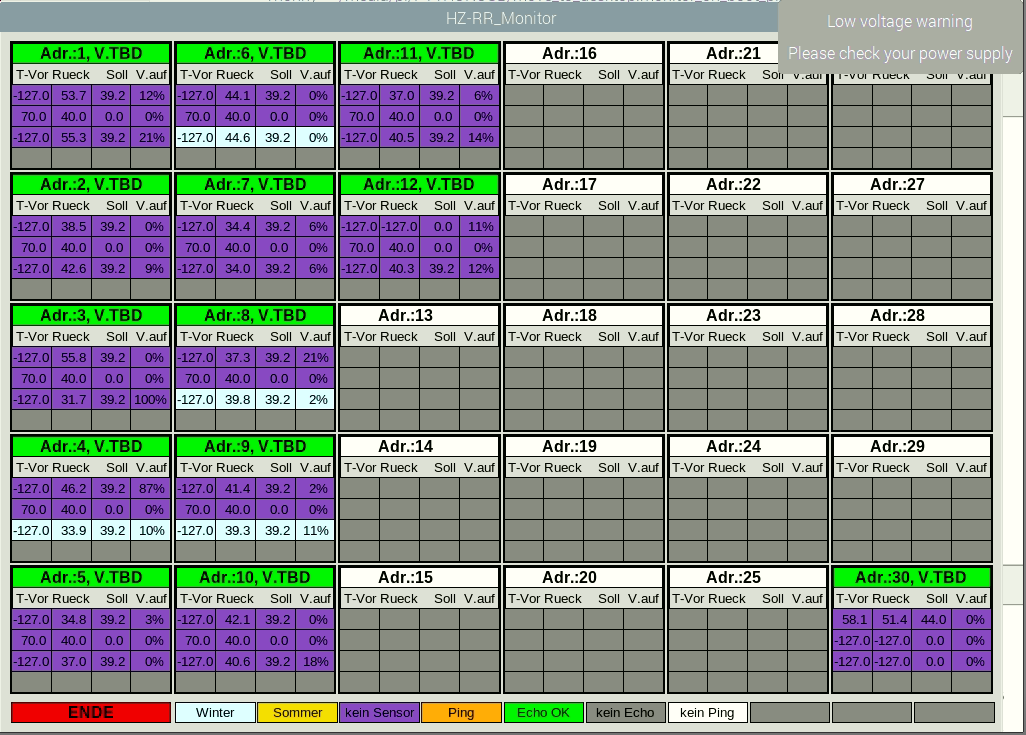 HZ-RR_Monitor
Low voltage warning
Please check your power supply
Adr.:1, V.TBD Adr.:6, V.TBD Adr.:11, V.TBD Adr.:16 Adr.:21
T-Vor Rueck Soll V.auf T-Vor Rueck Soll V.auf T-Vor Rueck Soll V.auf T-Vor Rueck Soll V.auf T-Vor Rueck Soll V.auf T-Vor Rueck Soll V.auf
-127.0 53.7 39.2 12% -127.0 44.1 39.2 0% -127.0 37.0 39.2 6%
70.0 40.0 0.0 0% 70.0 40.0 0.0 0% 70.0 40.0 0.0 0%
-127.0 55.3 39.2 21% -127.0 44.6 39.2 0% -127.0 40.5 39.2 14%
Adr.:2, V.TBD Adr.:7, V.TBD Adr.:12, V.TBD Adr.:17 Adr.:22 Adr.:27
T-Vor Rueck Soll V.auf T-Vor Rueck Soll V.auf T-Vor Rueck Soll V.auf T-Vor Rueck Soll V.auf T-Vor Rueck Soll V.auf T-Vor Rueck Soll V.auf
-127.0 38.5 39.2 0% -127.0 34.4 39.2 6% -127.0 -127.0 0.0 11%
70.0 40.0 0.0 0% 70.0 40.0 0.0 0% 70.0 40.0 0.0 0%
-127.0 42.6 39.2 9% -127.0 34.0 39.2 6% -127.0 40.3 39.2 12%
Adr.:3, V.TBD Adr.:8, V.TBD Adr.:13 Adr.:18 Adr.:23 Adr.:28
T-Vor Rueck Soll V.auf T-Vor Rueck Soll V.auf T-Vor Rueck Soll V.auf T-Vor Rueck Soll V.auf T-Vor Rueck Soll V.auf T-Vor Rueck Soll V.auf
-127.0 55.8 39.2 0% -127.0 37.3 39.2 21%
70.0 40.0 0.0 0% 70.0 40.0 0.0 0%
-127.0 31.7 39.2 100% -127.0 39.8 39.2 2%
Adr.:4, V.TBD Adr.:9, V.TBD Adr.:14 Adr.:19 Adr.:24 Adr.:29
T-Vor Rueck Soll V.auf T-Vor Rueck Soll V.auf T-Vor Rueck Soll V.auf T-Vor Rueck Soll V.auf T-Vor Rueck Soll V.auf T-Vor Rueck Soll V.auf
-127.0 46.2 39.2 87% -127.0 41.4 39.2 2%
70.0 40.0 0.0 0% 70.0 40.0 0.0 0%
-127.0 33.9 39.2 10% -127.0 39.3 39.2 11%
Adr.:5, V.TBD Adr.:10, V.TBD Adr.:15 Adr.:20 Adr.:25 Adr.:30, V.TBD
T-Vor Rueck Soll V.auf T-Vor Rueck Soll V.auf T-Vor Rueck Soll V.auf T-Vor Rueck Soll V.auf T-Vor Rueck Soll V.auf T-Vor Rueck Soll V.auf
-127.0 34.8 39.2 3% -127.0 42.1 39.2 0% 58.1 51.4 44.0 0%
70.0 40.0 0.0 0% 70.0 40.0 0.0 0% -127.0 -127.0 0.0 0%
-127.0 37.0 39.2 0% -127.0 40.6 39.2 18% -127.0 -127.0 0.0 0%
ENDE Winter Sommer kein Sensor Ping Echo OK kein Echo kein Ping